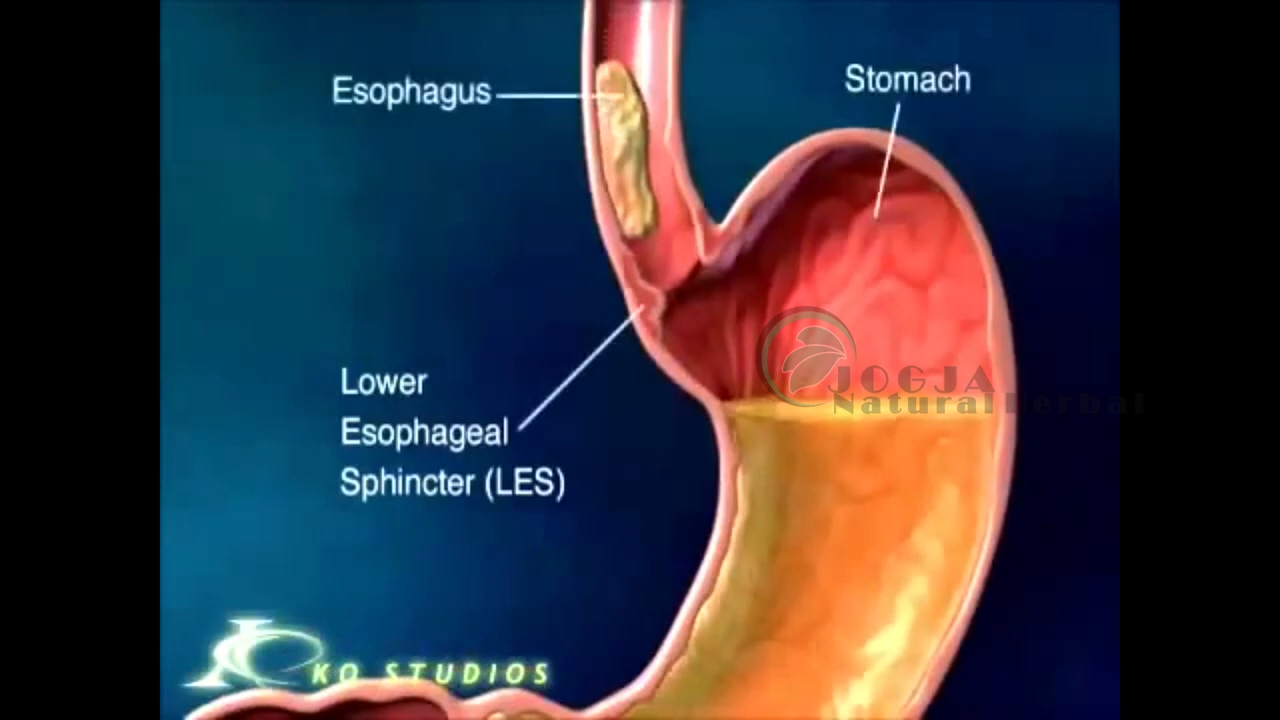 Esophagus
Stomach
Lower
Esophageal
Sphincter (LES)
JOGJA
Natural Herbal
KO STUDIOS